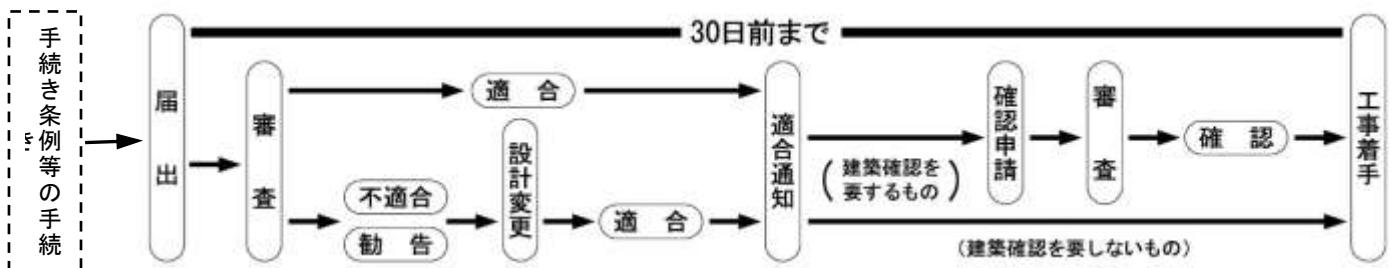 手続き条例等の手続
き
届出
30日前まで
審査
適合
不適合
勧告
設計変更
適合
適合通知
(建築確認を
要するもの)
確認申請
審査
確認
(建築確認を要しないもの)
工事着手